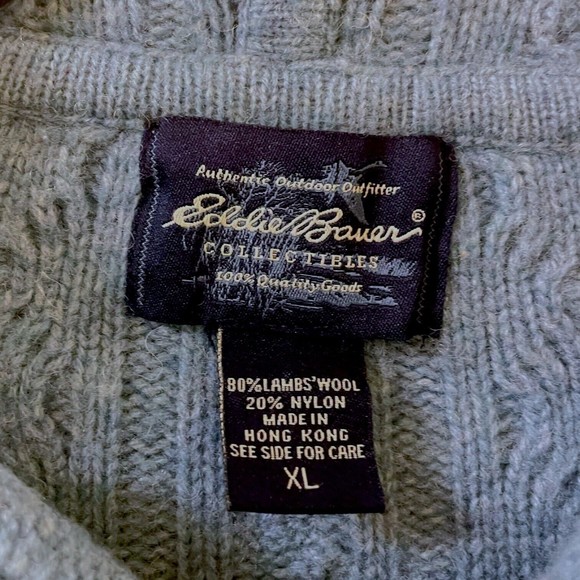 Authentic Outdoor Outfitter
Eddie Bauer®
COLLECTIBLES
100% Quality Goods
80% LAMBS' WOOL
20% NYLON
MADE IN
HONG KONG
SEE SIDE FOR CARE
XL